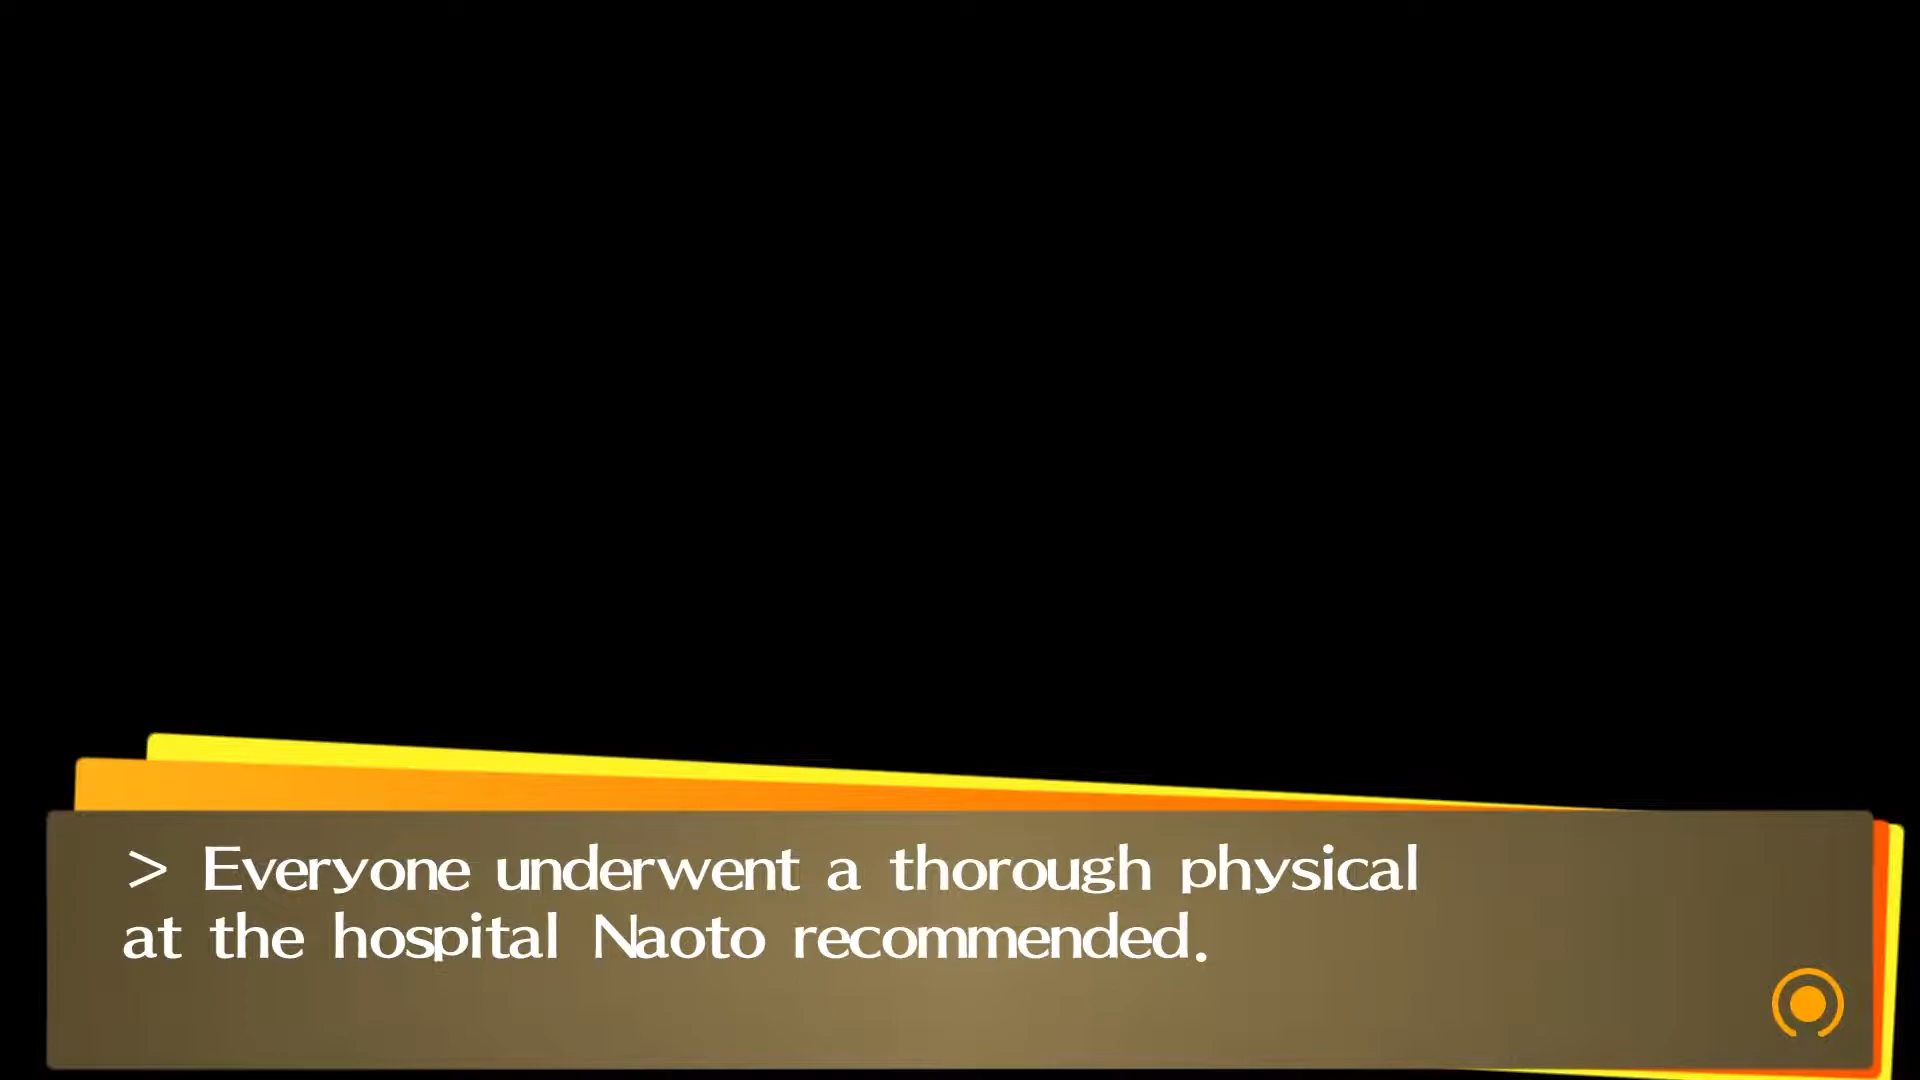 > Everyone underwent a thorough physical
at the hospital Naoto recommended.